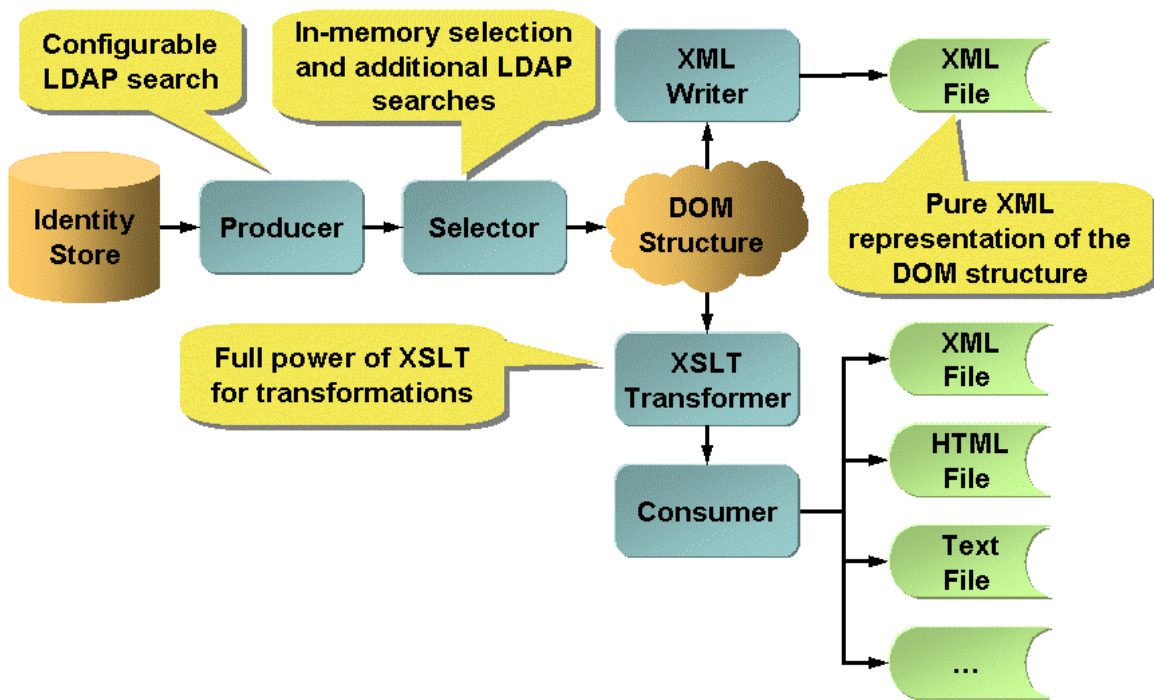 Configurable
LDAP search
In-memory selection
and additional LDAP
searches
XML
Writer
XML
File
Identity
Store
Producer
Selector
DOM
Structure
Pure XML
representation of the
DOM structure
Full power of XSLT
for transformations
XSLT
Transformer
XML
File
HTML
File
Consumer
Text
File
...